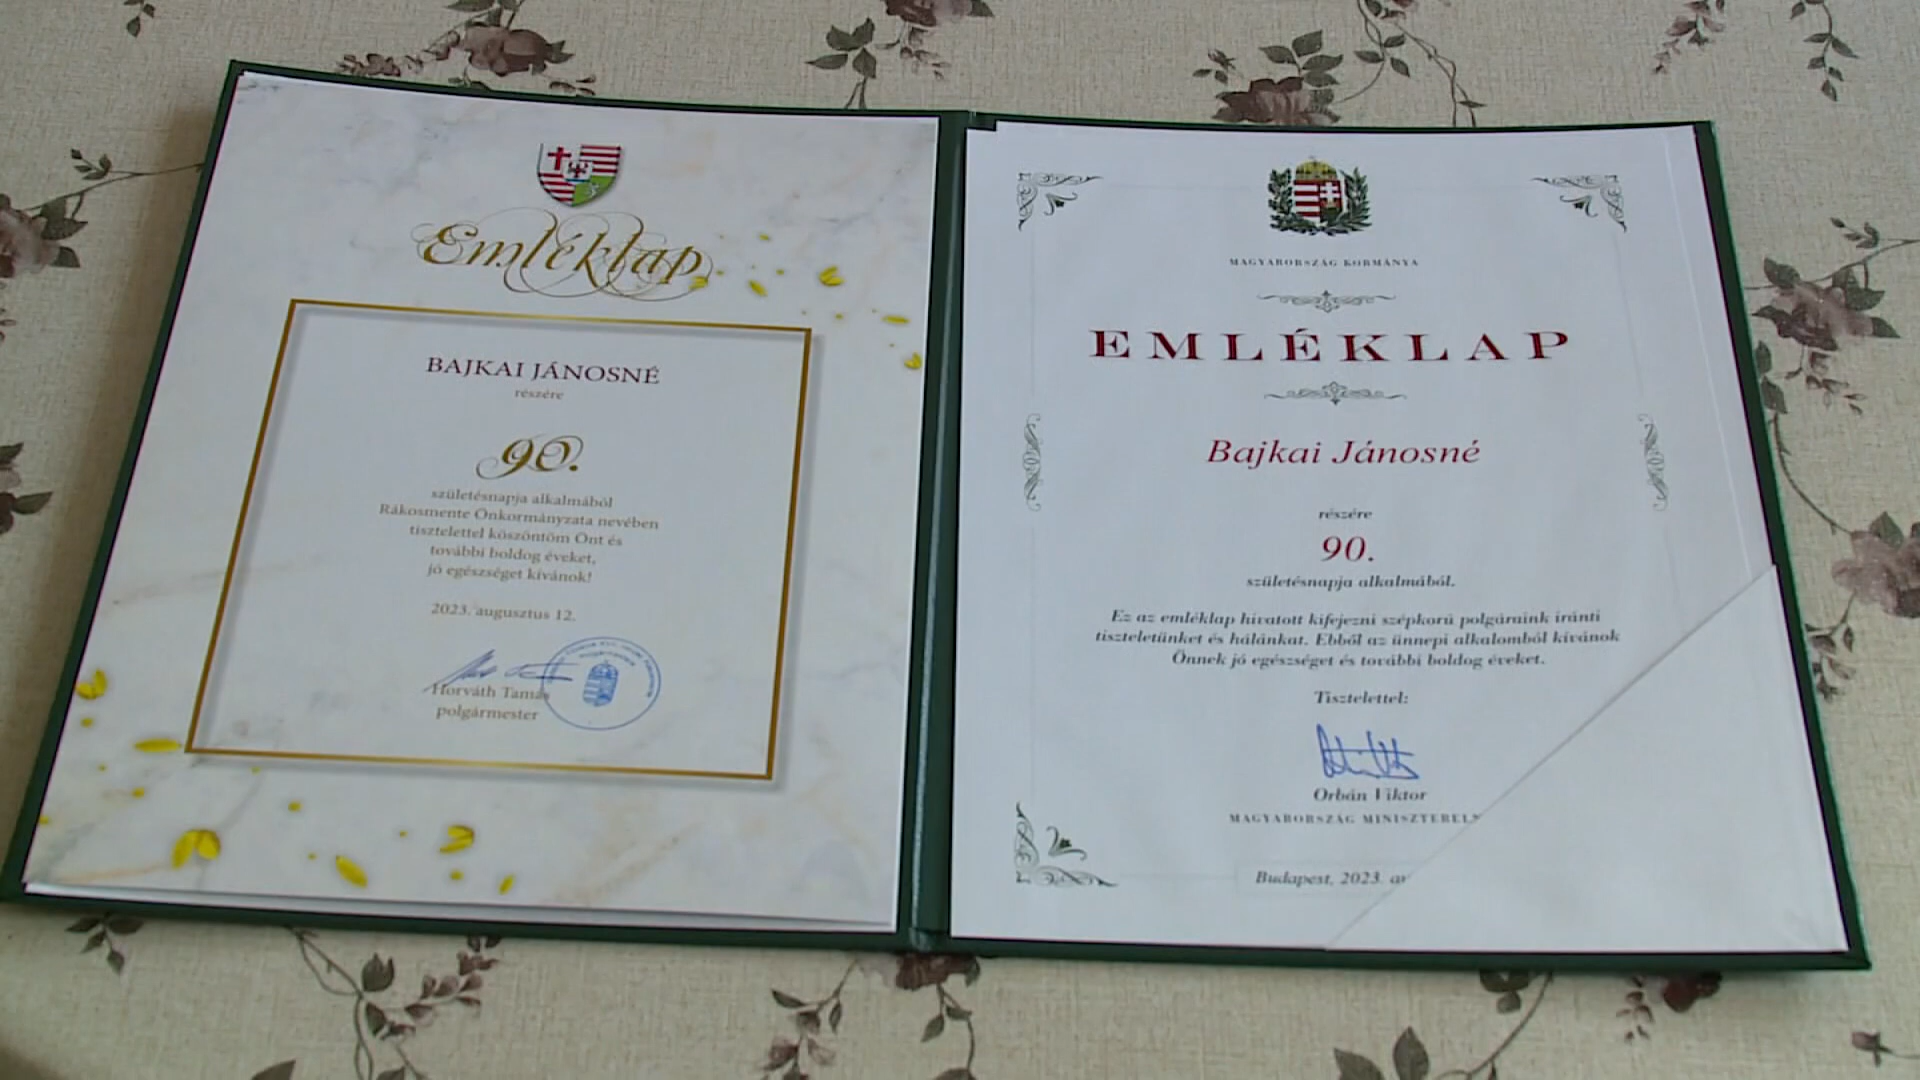 Emléklap
BAJKAI JÁNOSNÉ
részére
90.
születésnapja alkalmából
Rákosmente Önkormányzata nevében
tisztelettel köszöntöm Önt és
további boldog éveket,
jó egészséget kívánok!
2023. augusztus 12.
Horváth Tamás
polgármester
MAGYARORSZÁG KORMÁNYA
EMLÉKLAP
Bajkai Jánosné
részére
90.
születésnapja alkalmából.
Ez az emléklap hivatott kifejezni szépkorú polgáraink iránti
tiszteletünket és hálánkat. Ebből az ünnepi alkalomból kívánok
Önnek jó egészséget és további boldog éveket.
Tisztelettel:
Orbán Viktor
MAGYARORSZÁG MINISZTEREL
Budapest, 2023. au